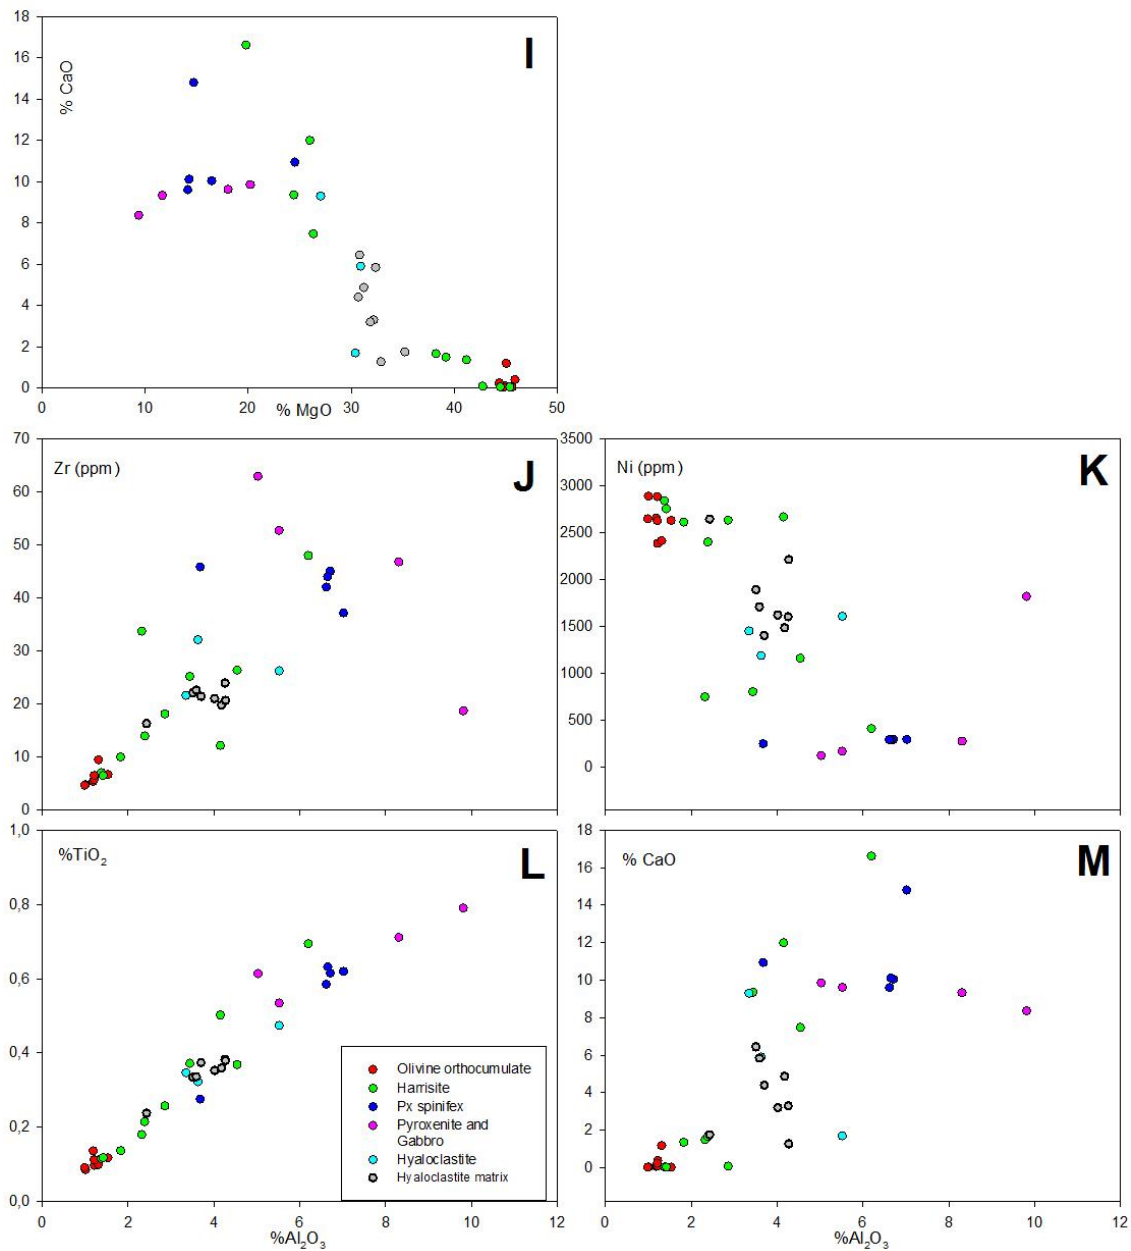 18
16
14
12
10
8
6
4
2
0
% CaO
I
0 10 20 30 40 50
% MgO
70
60
50
40
30
20
10
0
Zr (ppm)
J
3500
3000
2500
2000
1500
1000
500
0
Ni (ppm)
K
1,0
0,8
0,6
0,4
0,2
0,0
%TiO₂
L
Olivine orthocumulate
Harrisite
Px spinifex
Pyroxenite and
Gabbro
Hyaloclastite
Hyaloclastite matrix
0 2 4 6 8 10 12
%Al₂O₃
18
16
14
12
10
8
6
4
2
0
% CaO
M
0 2 4 6 8 10 12
%Al₂O₃